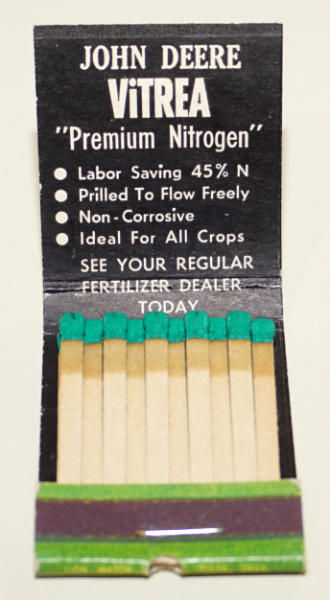 JOHN DEERE
ViTREA
"Premium Nitrogen"
● Labor Saving 45% N
● Prilled To Flow Freely
● Non-Corrosive
● Ideal For All Crops
SEE YOUR REGULAR
FERTILIZER DEALER
TODAY